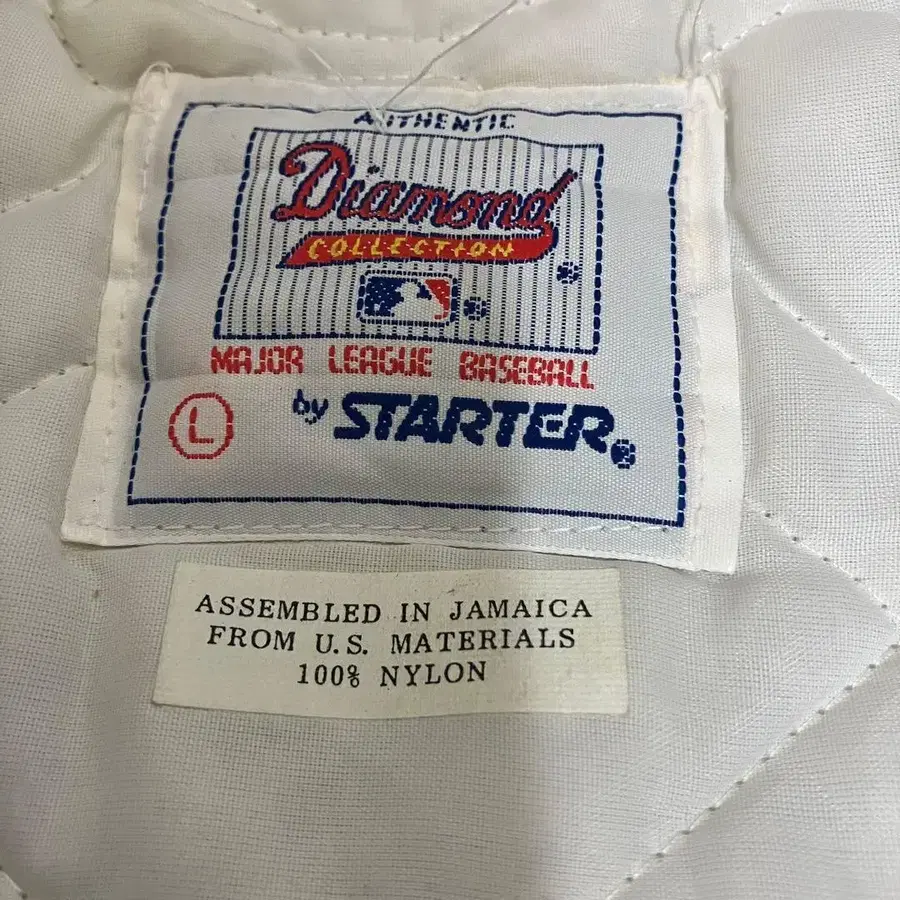 AUTHENTIC
Diamond
COLLECTION
MAJOR LEAGUE BASEBALL
L by STARTER
ASSEMBLED IN JAMAICA
FROM U.S. MATERIALS
100% NYLON